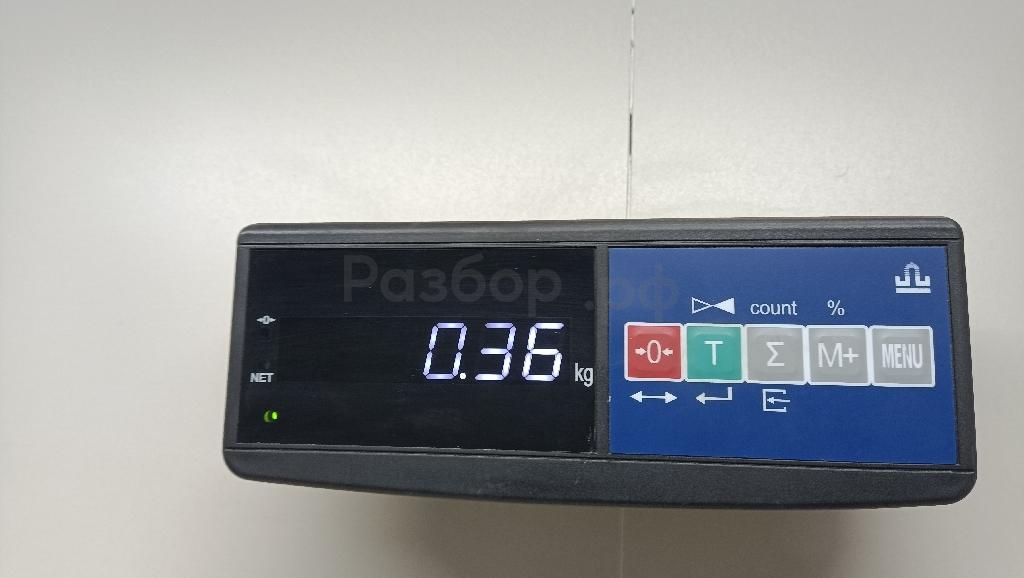 Разбор.рф
0.36
kg
NET
count %
→0← T Σ M+ MENU